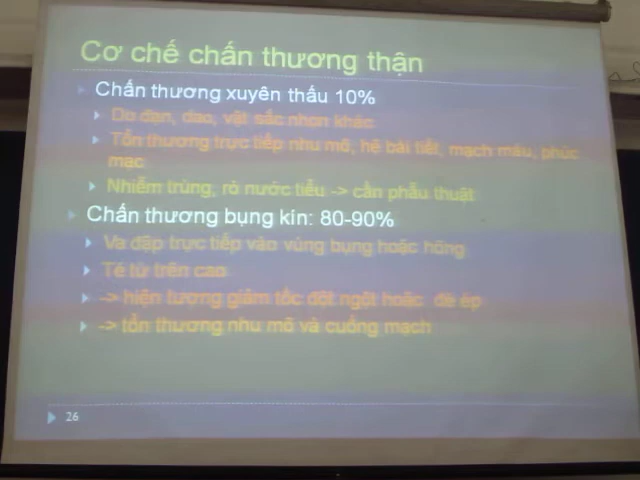 Cơ chế chấn thương thận
Chấn thương xuyên thấu 10%
Do đạn, dao, vật sắc nhọn khác
Tổn thương trực tiếp nhu mô, hệ bài tiết, mạch máu, phúc
mạc
Nhiễm trùng, rò nước tiểu -> cần phẫu thuật
Chấn thương bụng kín: 80-90%
Va đập trực tiếp vào vùng bụng hoặc hông
Té từ trên cao
-> hiện tượng giảm tốc đột ngột hoặc đè ép
-> tổn thương nhu mô và cuống mạch
26